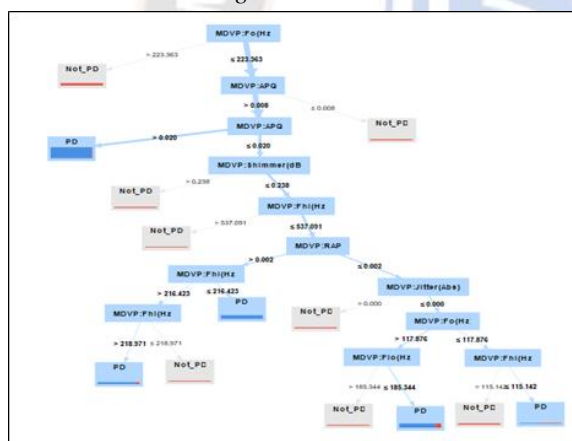 MDVP:Fo(Hz
> 223.363
≤ 223.363
Not_PD
MDVP:APQ
> 0.008
≤ 0.008
MDVP:APQ
Not_PD
> 0.020
≤ 0.020
PD
MDVP:Shimmer(dB
> 0.238
≤ 0.238
Not_PD
MDVP:Fhi(Hz
> 537.091
≤ 537.091
Not_PD
MDVP:RAP
> 0.002
≤ 0.002
MDVP:Fhi(Hz
MDVP:Jitter(Abs)
> 216.423
≤ 216.423
> 0.000
≤ 0.000
MDVP:Fhi(Hz
PD
Not_PD
MDVP:Fo(Hz
> 218.971
≤ 218.971
> 117.876
≤ 117.876
PD
Not_PD
MDVP:Flo(Hz
MDVP:Fhi(Hz
> 185.344
≤ 185.344
> 115.142
≤ 115.142
Not_PD
PD
Not_PD
PD